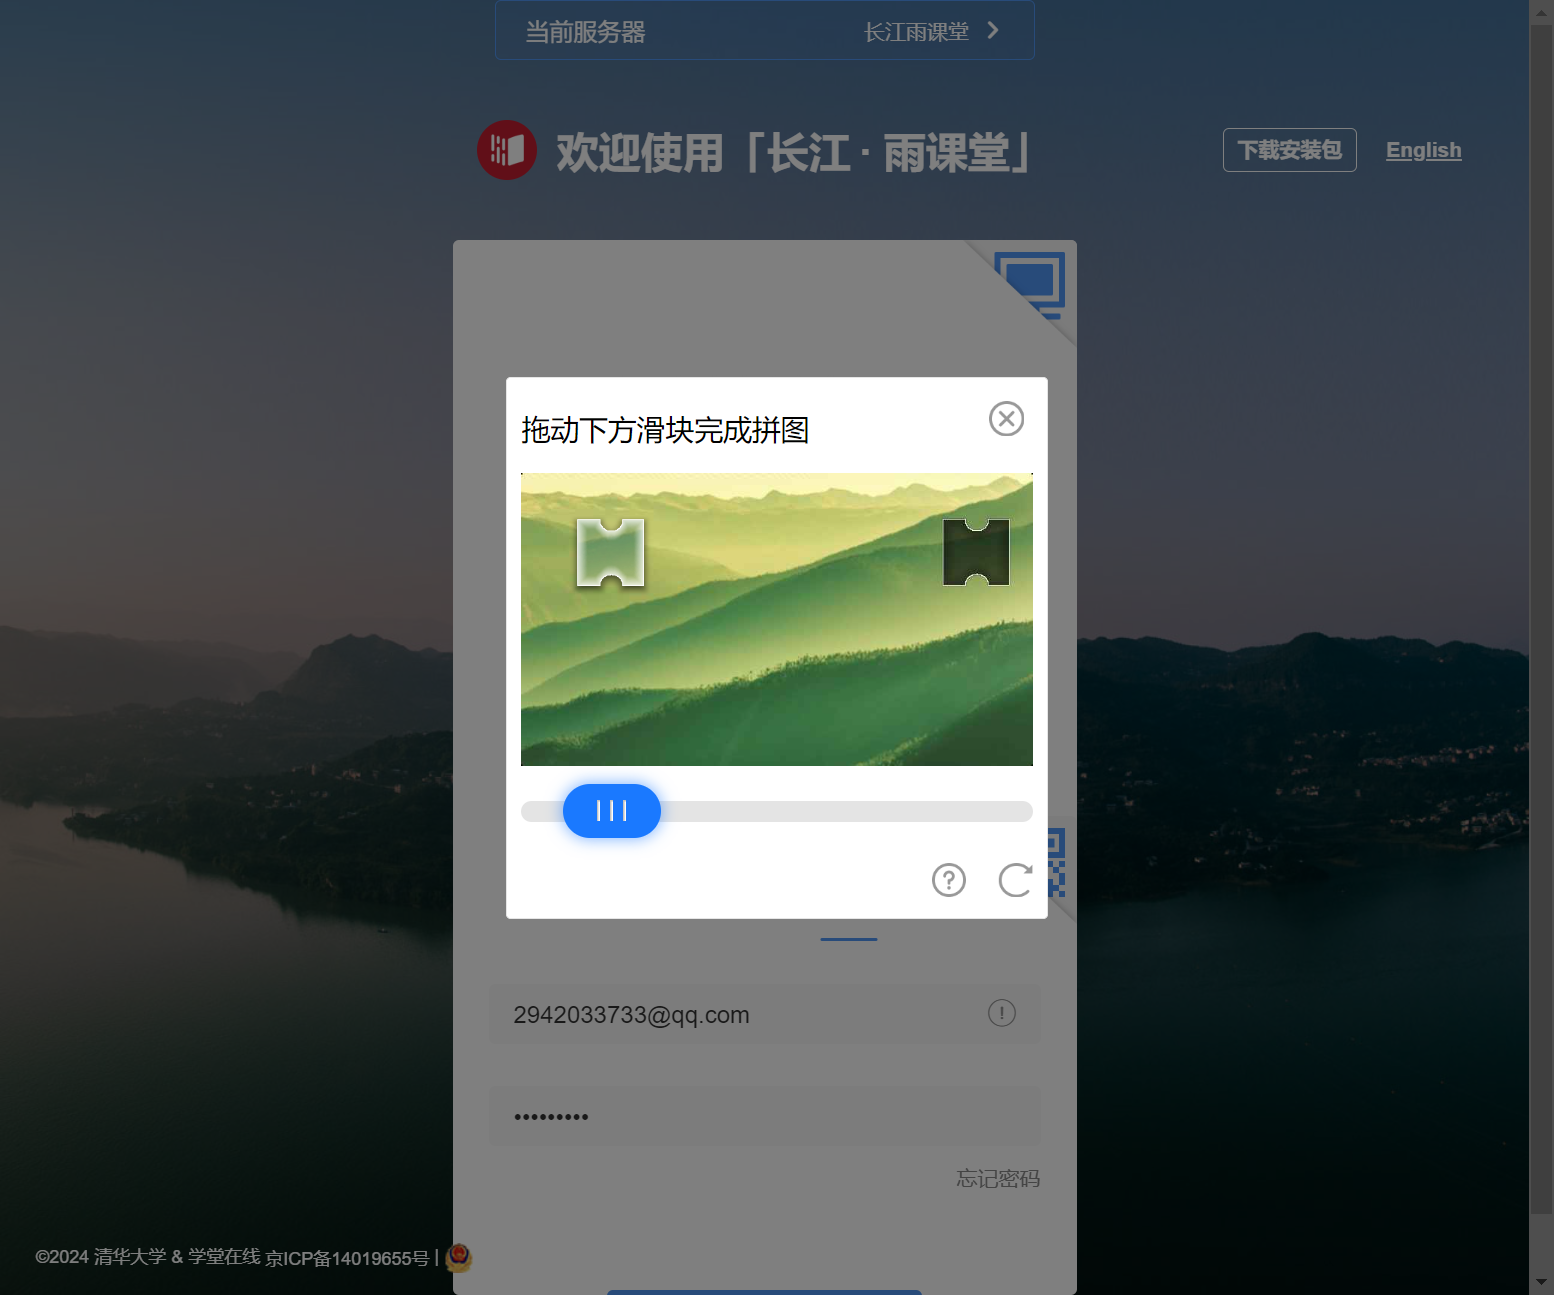 当前服务器
长江雨课堂
欢迎使用「长江 · 雨课堂」
下载安装包
English
拖动下方滑块完成拼图
2942033733@qq.com
•••••••••
忘记密码
©2024 清华大学 & 学堂在线 京ICP备14019655号 |